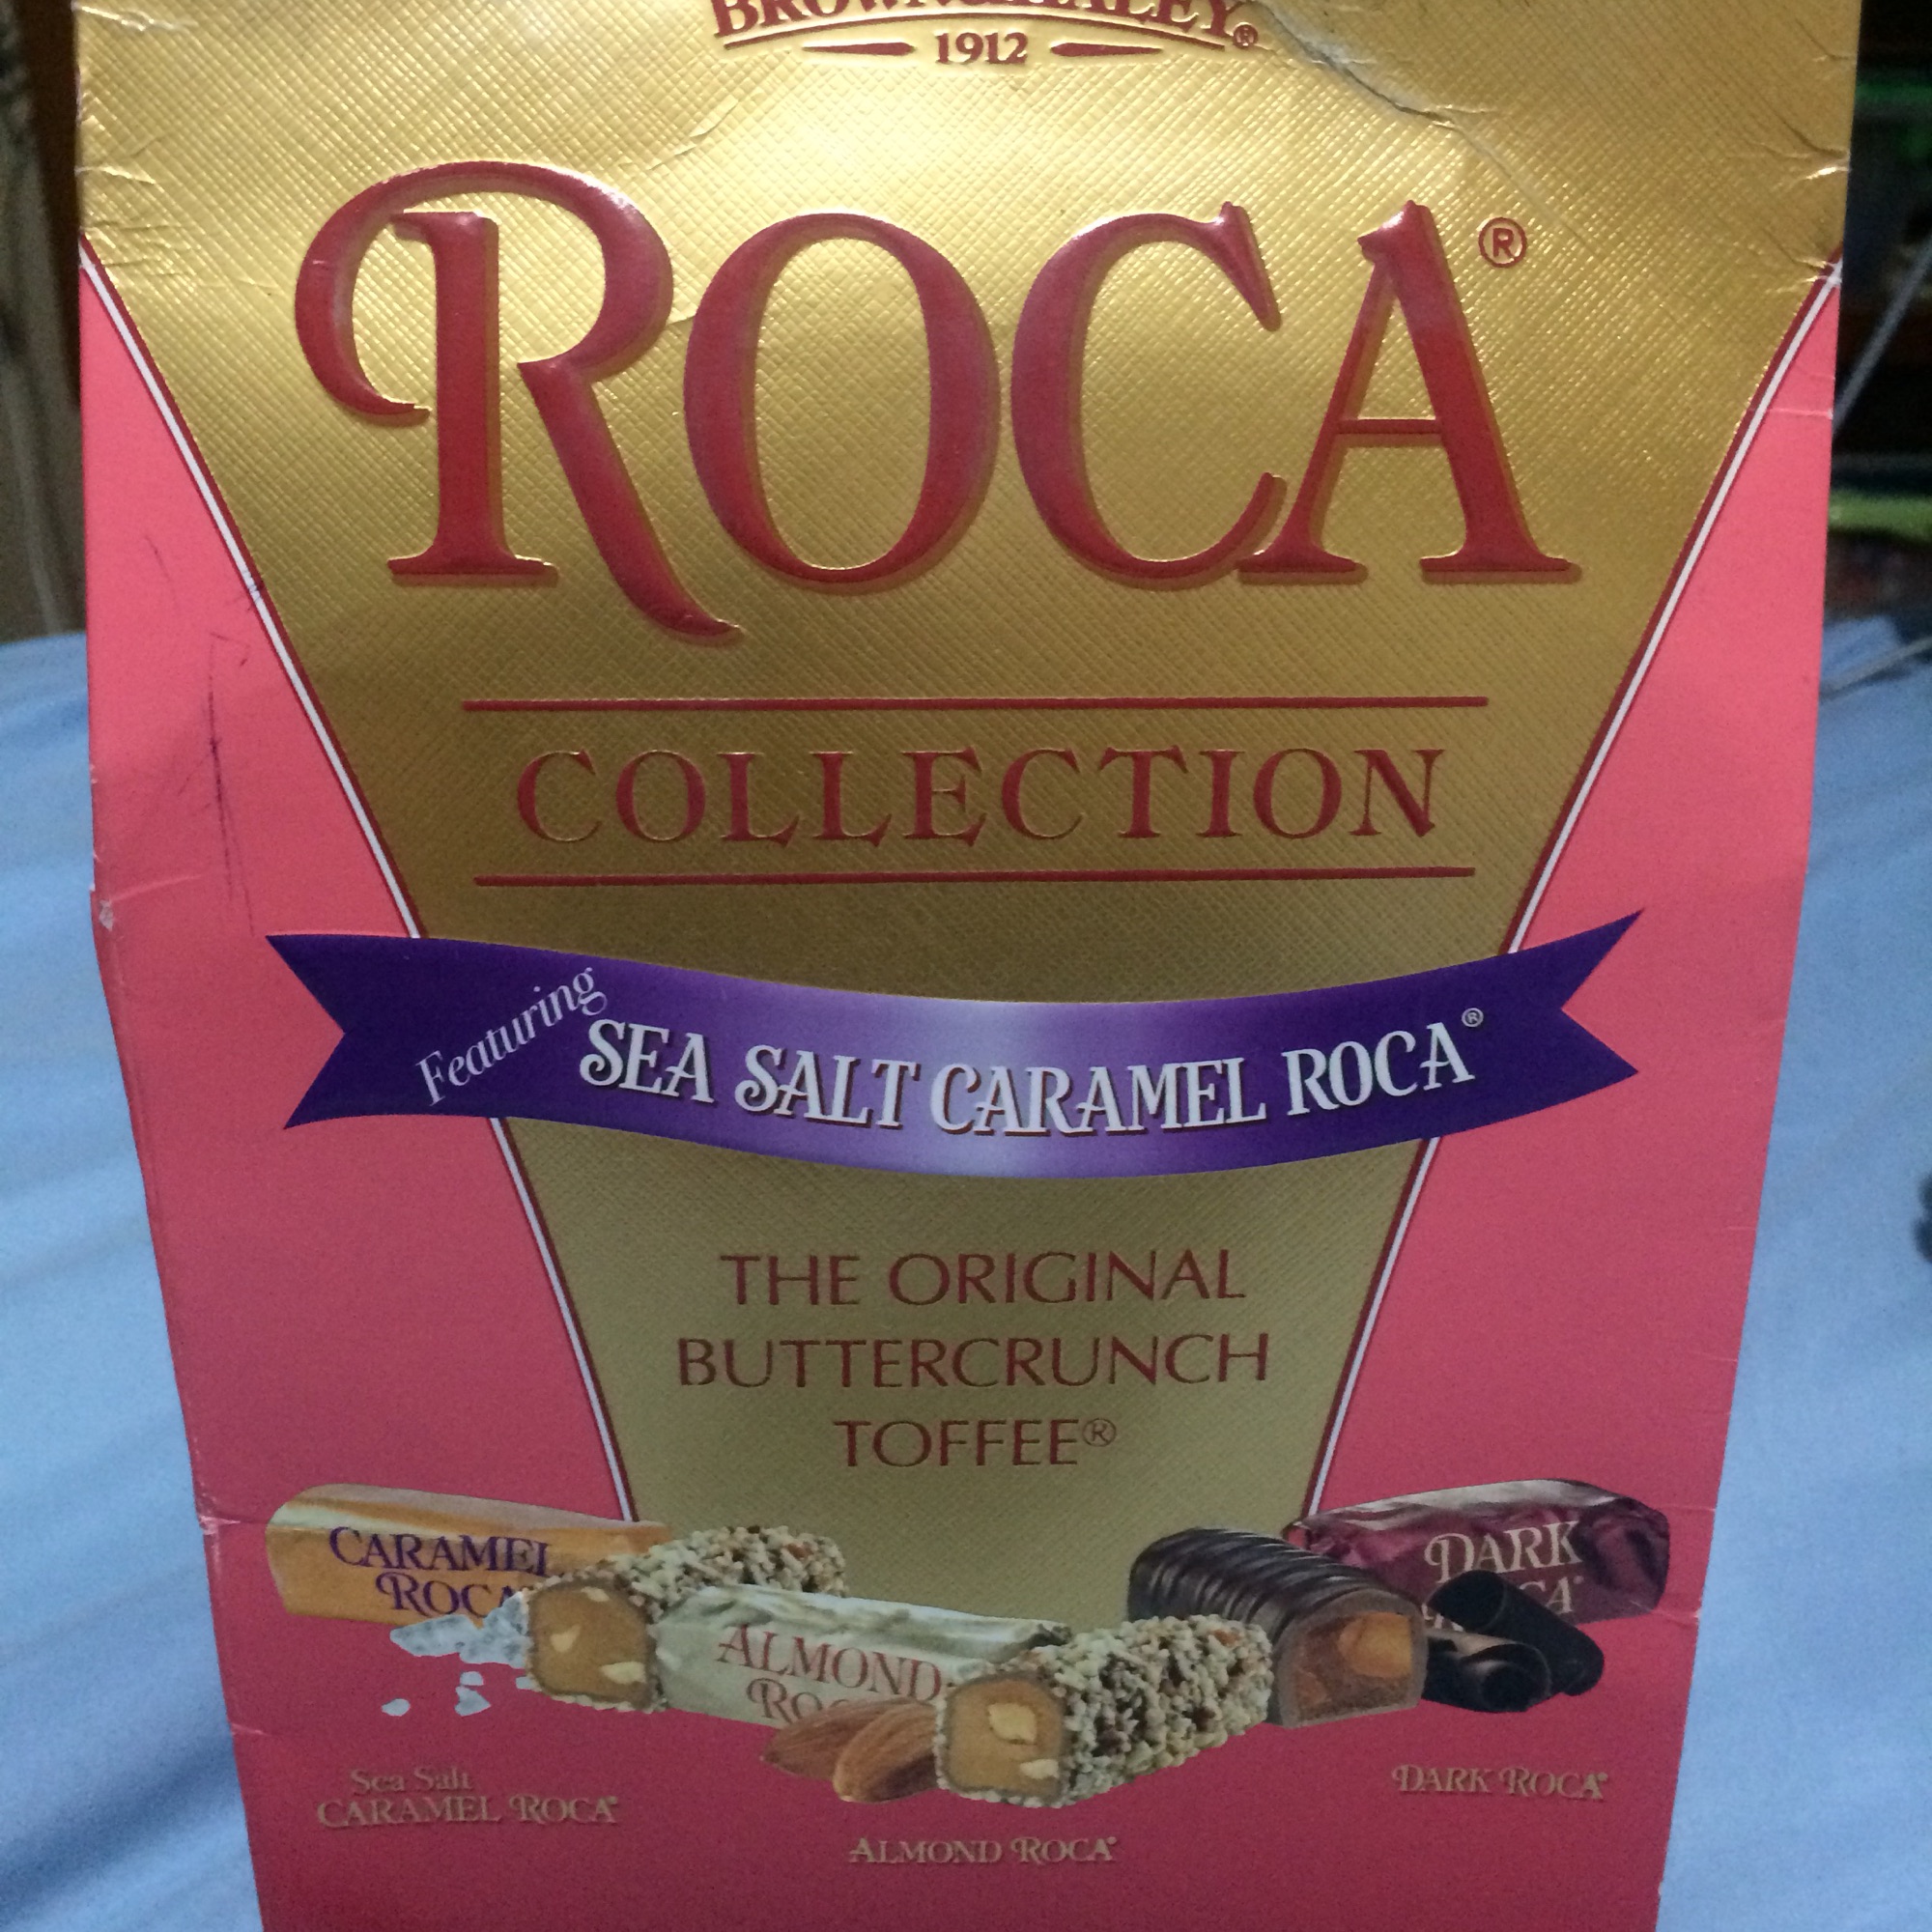 1912
ROCA®
COLLECTION
Featuring SEA SALT CARAMEL ROCA®
THE ORIGINAL
BUTTERCRUNCH
TOFFEE®
CARAMEL
ROCA
DARK
ALMOND
Sea Salt
CARAMEL ROCA®
DARK ROCA®
ALMOND ROCA®